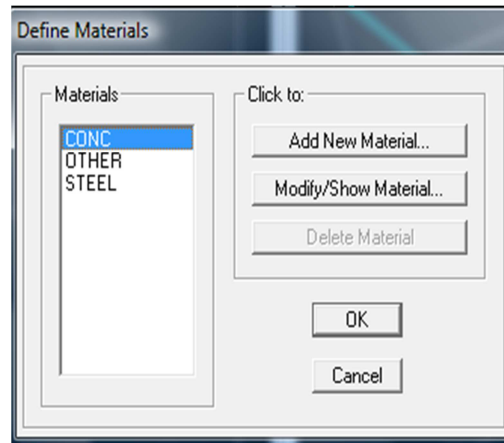 Define Materials
Materials
CONC
OTHER
STEEL
Click to:
Add New Material...
Modify/Show Material...
Delete Material
OK
Cancel